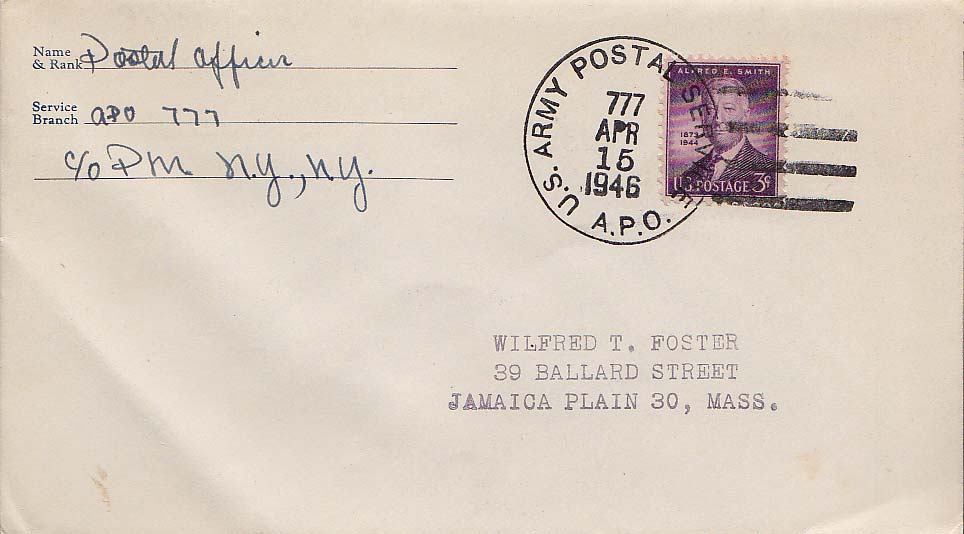 Name & Rank Postal Officer
Service Branch APO 777
c/o PM N.Y., N.Y.
U.S. ARMY POSTAL SERVICE
A.P.O.
777
APR
15
1946
ALFRED E. SMITH
1873
1944
U.S. POSTAGE 3¢
WILFRED T. FOSTER
39 BALLARD STREET
JAMAICA PLAIN 30, MASS.